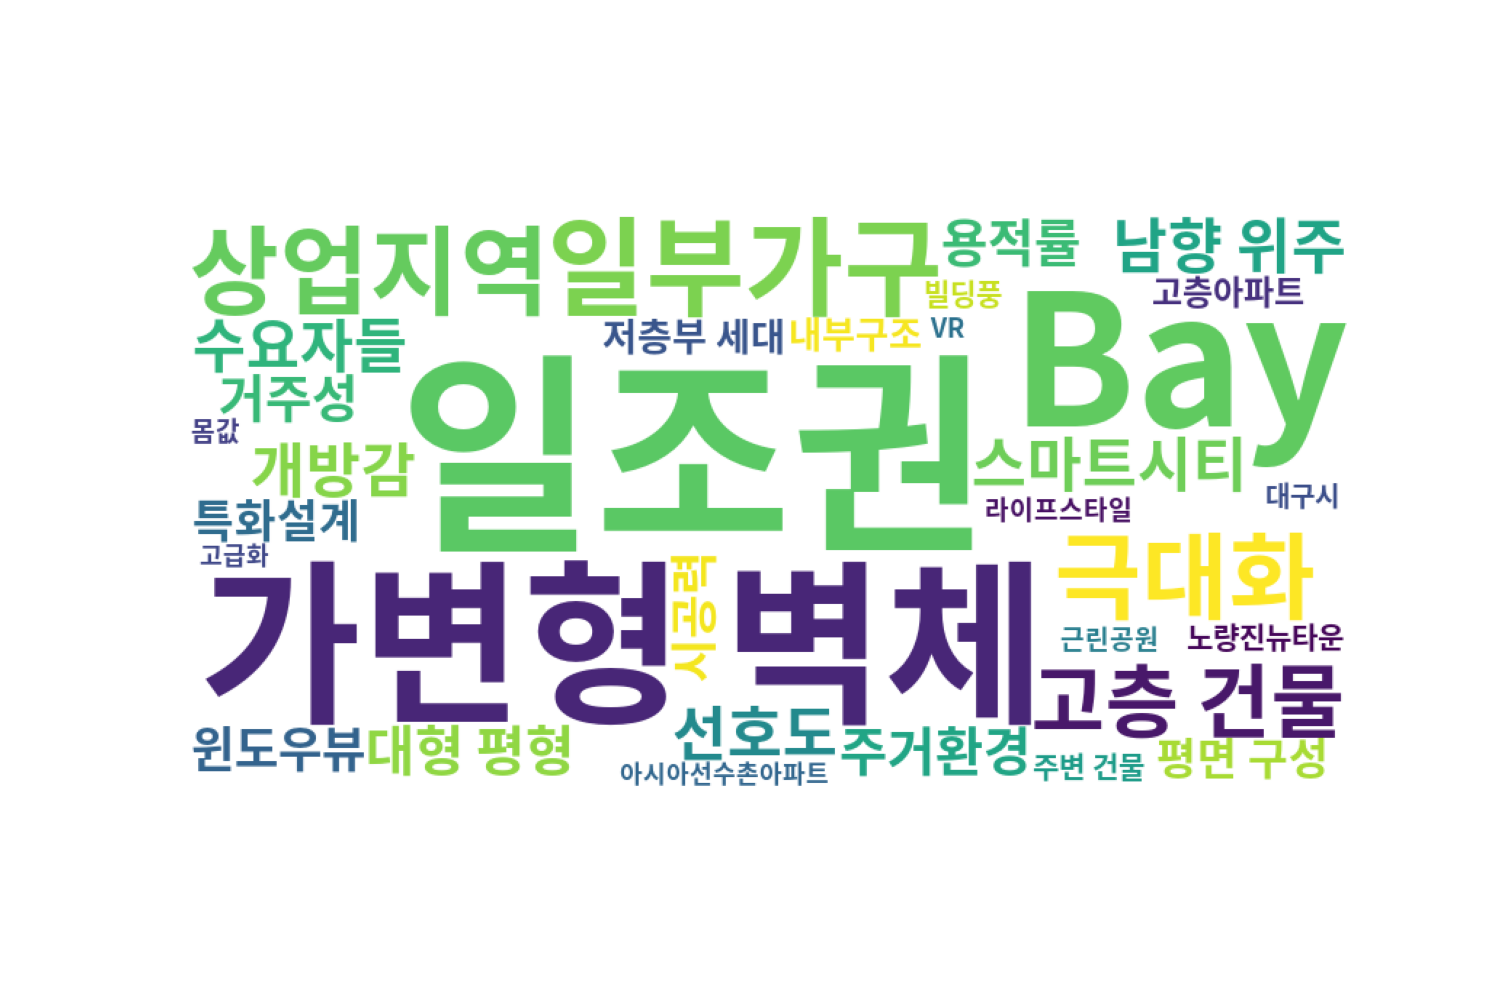 상업지역
일부가구
용적률
남향 위주
빌딩풍
고층아파트
수요자들
저층부 세대
내부구조
VR
Bay
거주성
일조권
몸값
개방감
스마트시티
특화설계
라이프스타일
대구시
고급화
가변형 벽체
시공력
극대화
근린공원
노량진뉴타운
고층 건물
윈도우뷰
대형 평형
선호도
주거환경
평면 구성
아시아선수촌아파트
주변 건물